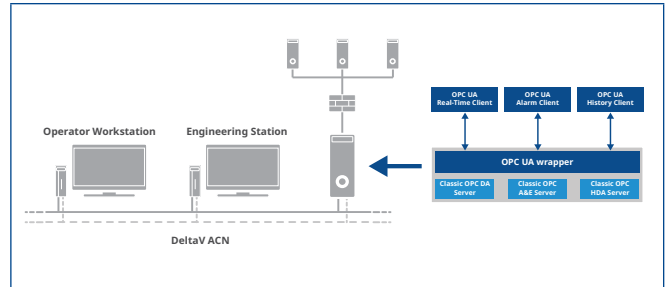 OPC UA
Real-Time Client
OPC UA
Alarm Client
OPC UA
History Client
Operator Workstation
Engineering Station
OPC UA wrapper
Classic OPC DA
Server
Classic OPC
A&E Server
Classic OPC
HDA Server
DeltaV ACN